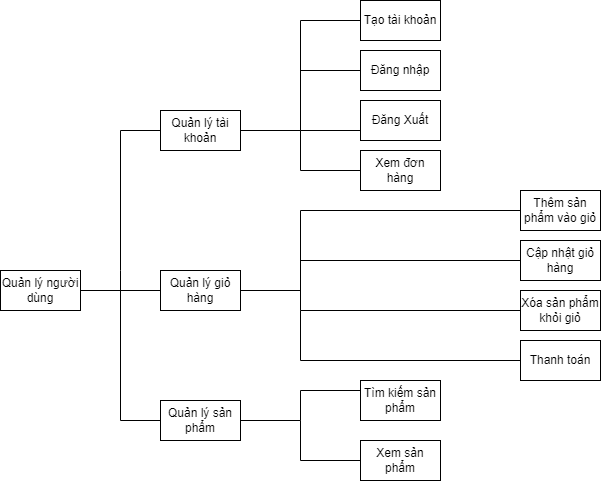 Tạo tài khoản
Đăng nhập
Đăng Xuất
Quản lý tài
khoản
Xem đơn
hàng
Thêm sản
phẩm vào giỏ
Cập nhật giỏ
hàng
Quản lý người
dùng
Quản lý giỏ
hàng
Xóa sản phẩm
khỏi giỏ
Thanh toán
Tìm kiếm sản
phẩm
Quản lý sản
phẩm
Xem sản
phẩm